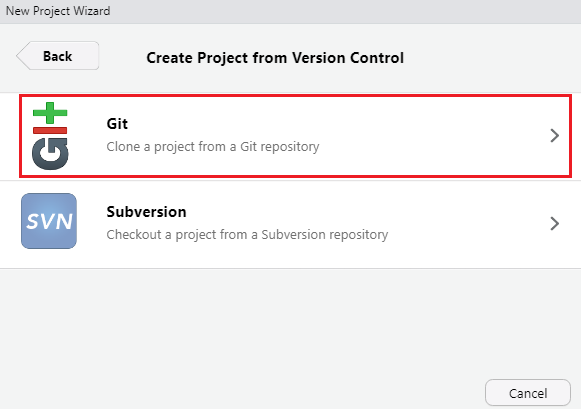 New Project Wizard
Back
Create Project from Version Control
Git
Git
Clone a project from a Git repository
SVN
Subversion
Checkout a project from a Subversion repository
Cancel